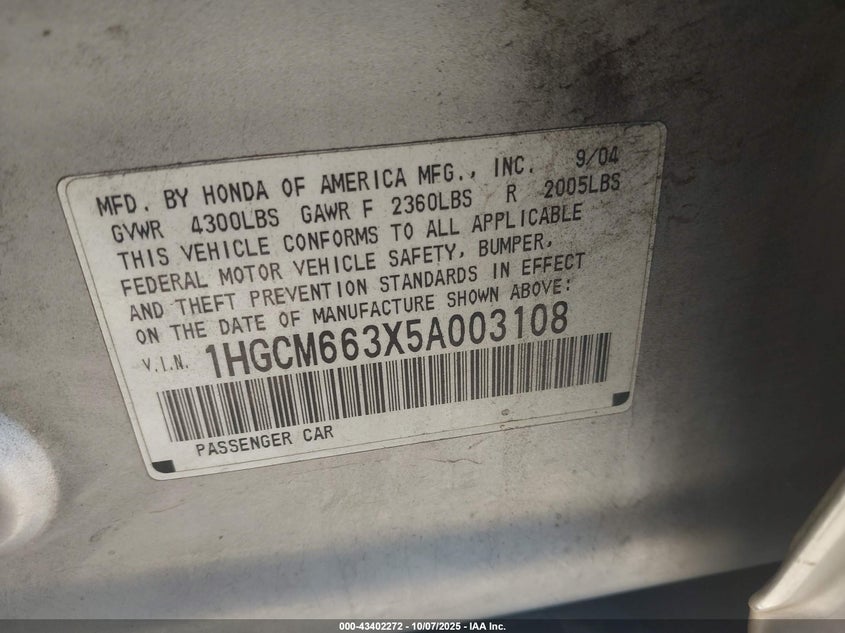 MFD. BY HONDA OF AMERICA MFG., INC. 9/04
GVWR 4300LBS GAWR F 2360LBS R 2005LBS
THIS VEHICLE CONFORMS TO ALL APPLICABLE
FEDERAL MOTOR VEHICLE SAFETY, BUMPER,
AND THEFT PREVENTION STANDARDS IN EFFECT
ON THE DATE OF MANUFACTURE SHOWN ABOVE:
V.I.N. 1HGCM663X5A003108
PASSENGER CAR
000-43402272 - 10/07/2025 - IAA Inc.